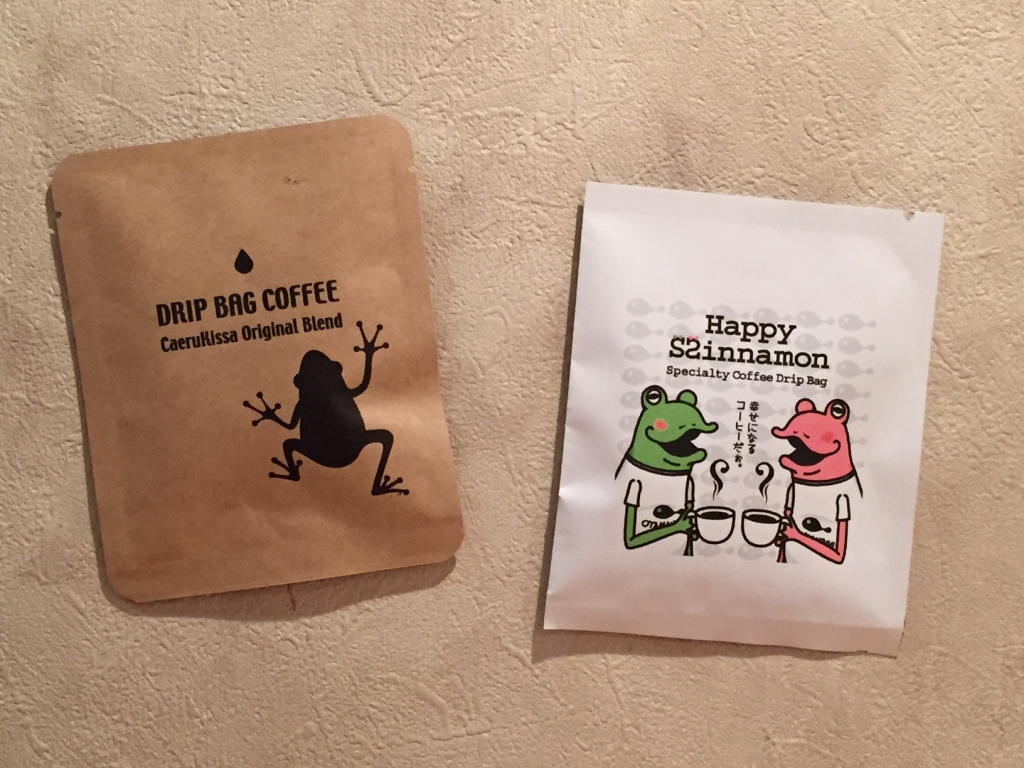 DRIP BAG COFFEE
CaeruKissa Original Blend
Happy
SSinnamon
Specialty Coffee Drip Bag
幸せになる
コーヒーだぉ。